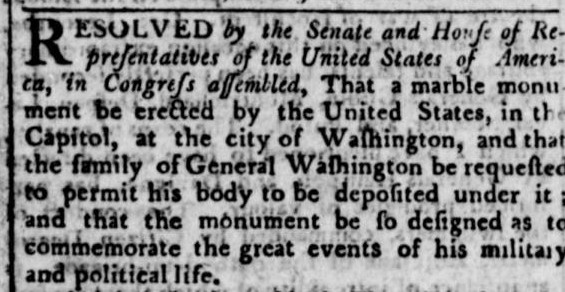 RESOLVED by the Senate and Houſe of Re-
preſentatives of the United States of Ameri-
ca, in Congreſs aſſembled, That a marble monu
ment be erected by the United States, in th
Capitol, at the city of Waſhington, and that
the family of General Waſhington be requeſted
to permit his body to be depoſited under it;
and that the monument be ſo deſigned as to
commemorate the great events of his military
and political life.